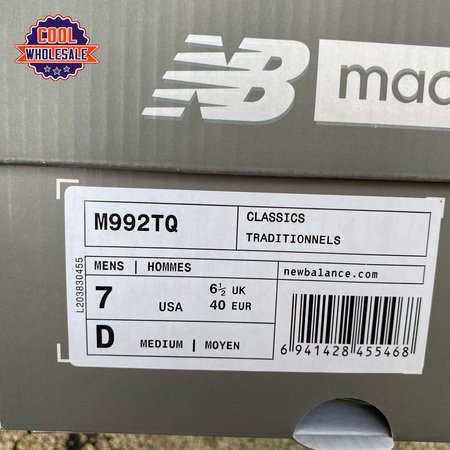 COOL
WHOLESALE
NB
mad
M992TQ
CLASSICS
TRADITIONNELS
MENS | HOMMES
newbalance.com
7 USA
6½ UK
40 EUR
D MEDIUM | MOYEN
6 941428 455468
L203830455